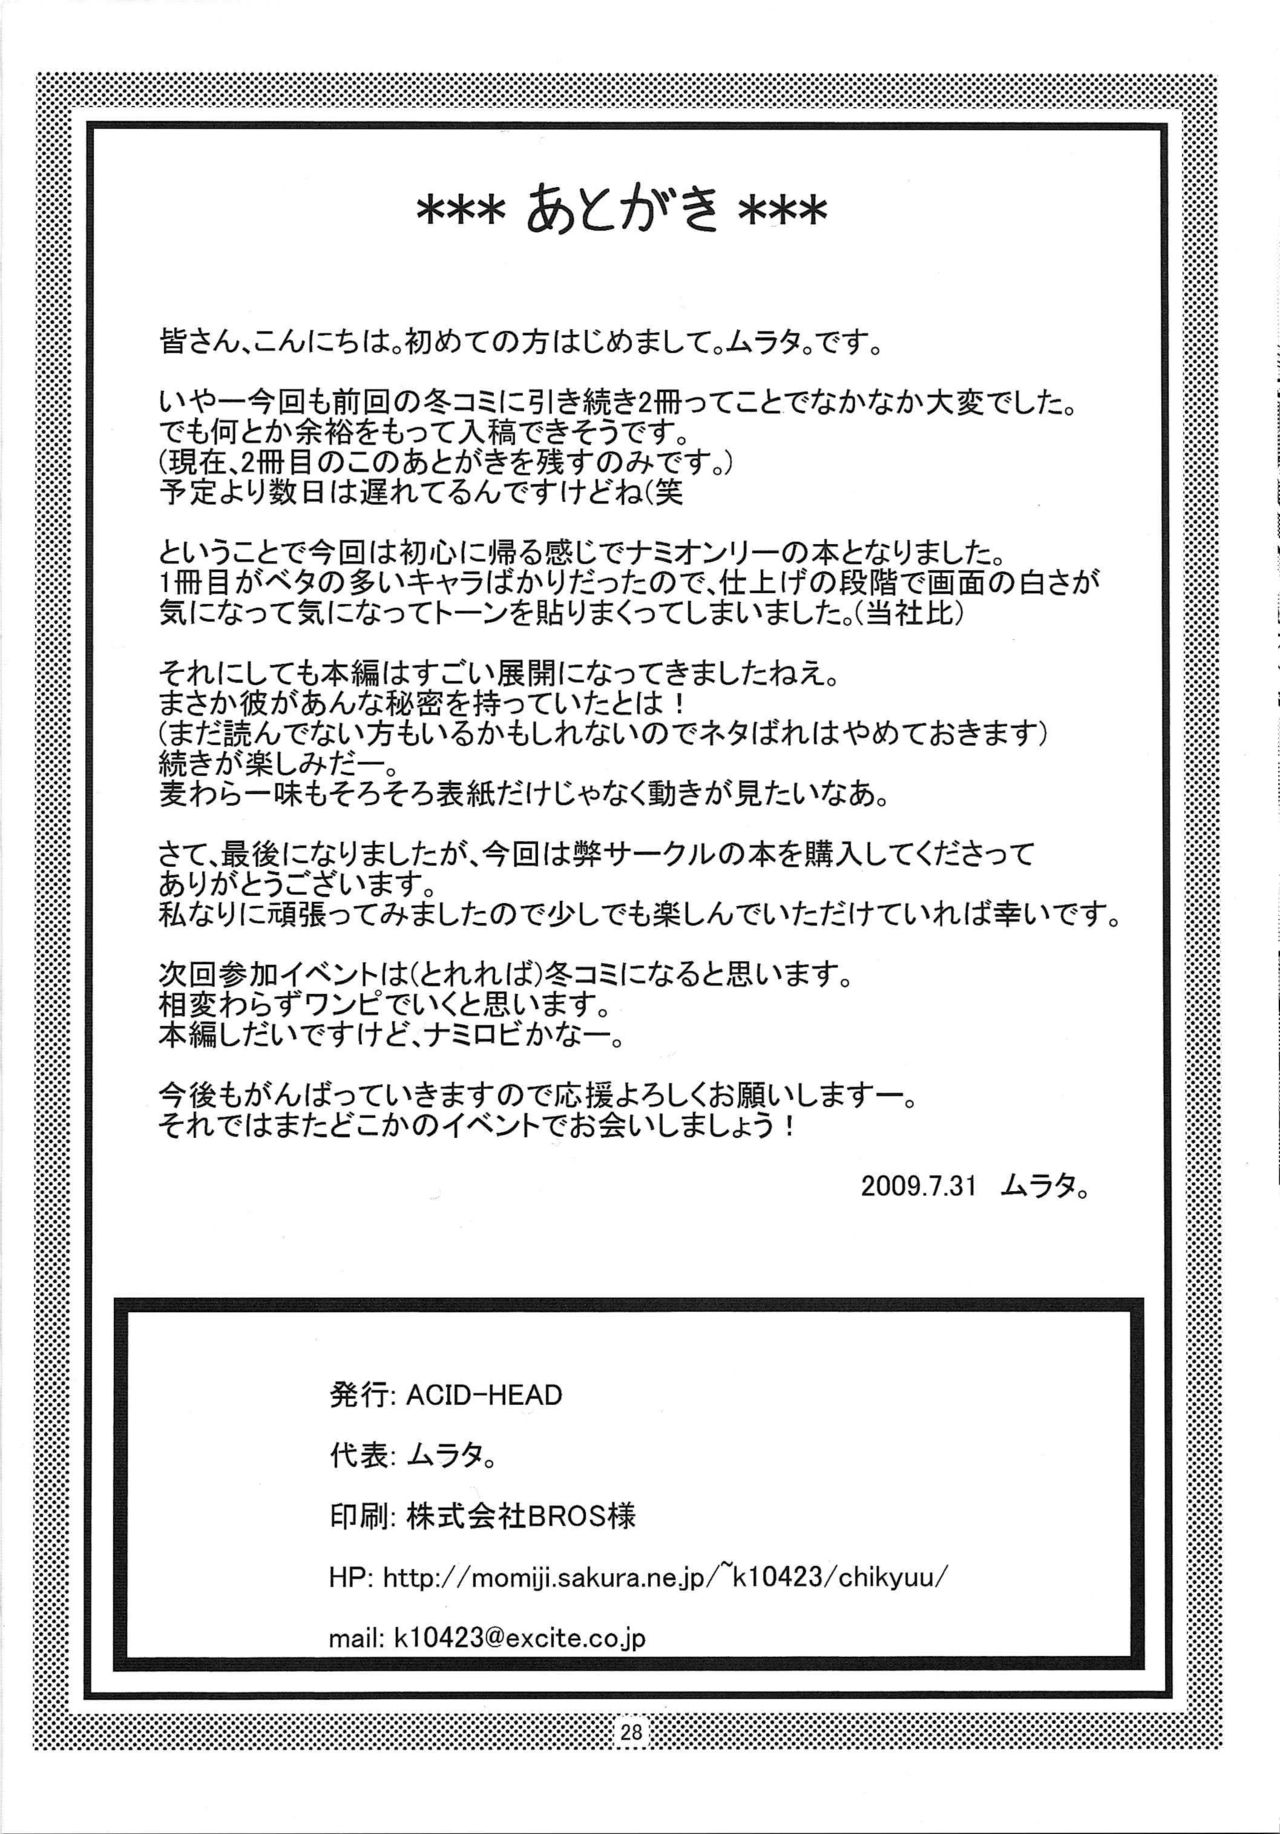 *** あとがき ***
皆さん、こんにちは。初めての方はじめまして。ムラタ。です。
いやー今回も前回の冬コミに引き続き2冊ってことでなかなか大変でした。
でも何とか余裕をもって入稿できそうです。
(現在、2冊目のこのあとがきを残すのみです。)
予定より数日は遅れてるんですけどね(笑
ということで今回は初心に帰る感じでナミオンリーの本となりました。
1冊目がベタの多いキャラばかりだったので、仕上げの段階で画面の白さが
気になって気になってトーンを貼りまくってしまいました。(当社比)
それにしても本編はすごい展開になってきましたねえ。
まさか彼があんな秘密を持っていたとは！
(まだ読んでない方もいるかもしれないのでネタばれはやめておきます)
続きが楽しみだー。
麦わら一味もそろそろ表紙だけじゃなく動きが見たいなあ。
さて、最後になりましたが、今回は弊サークルの本を購入してくださって
ありがとうございます。
私なりに頑張ってみましたので少しでも楽しんでいただけていれば幸いです。
次回参加イベントは(とれれば)冬コミになると思います。
相変わらずワンピでいくと思います。
本編しだいですけど、ナミロビかなー。
今後もがんばっていきますので応援よろしくお願いしますー。
それではまたどこかのイベントでお会いしましょう！
2009.7.31 ムラタ。
発行: ACID-HEAD
代表: ムラタ。
印刷: 株式会社BROS様
HP: http://momiji.sakura.ne.jp/~k10423/chikyuu/
mail: k10423@excite.co.jp
28